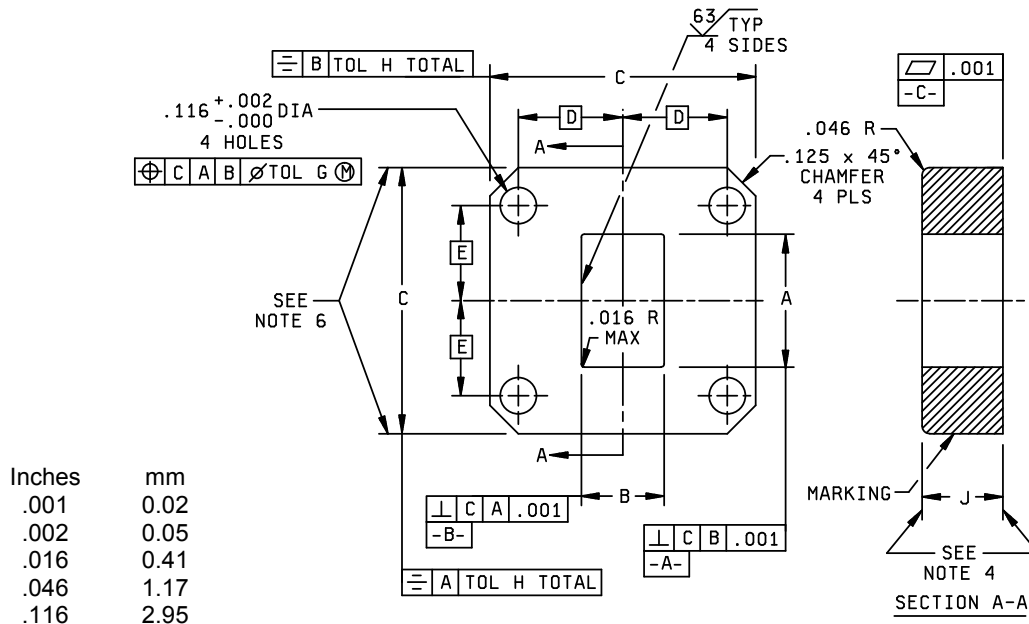 63
TYP
4 SIDES
⌯ B TOL H TOTAL
C
▱ .001
-C-
.116 +.002 -.000 DIA
4 HOLES
D
D
A
.046 R
.125 x 45°
CHAMFER
4 PLS
⌖ C A B ⌀TOL G Ⓜ
E
SEE
NOTE 6
C
A
.016 R
MAX
E
A
MARKING
J
B
⊥ C A .001
-B-
⊥ C B .001
-A-
SEE
NOTE 4
⌯ A TOL H TOTAL
SECTION A-A
Inches mm
.001 0.02
.002 0.05
.016 0.41
.046 1.17
.116 2.95